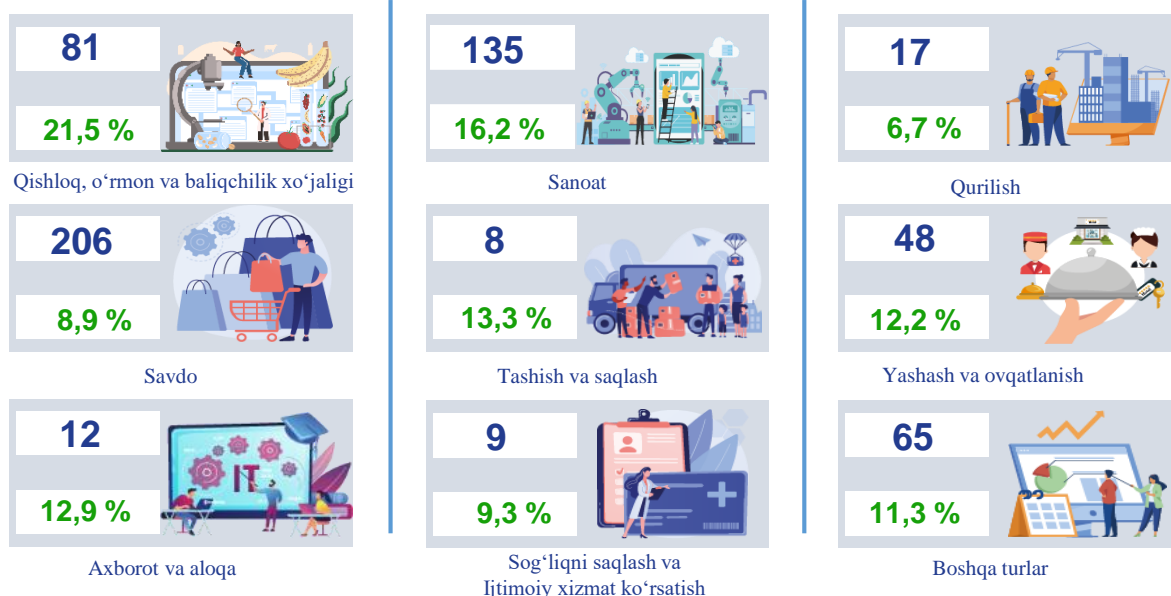 81
21,5 %
Qishloq, o‘rmon va baliqchilik xo‘jaligi
135
16,2 %
Sanoat
17
6,7 %
Qurilish
206
8,9 %
Savdo
8
13,3 %
Tashish va saqlash
48
12,2 %
Yashash va ovqatlanish
12
12,9 %
IT
Axborot va aloqa
9
9,3 %
Sog‘liqni saqlash va
Ijtimoiy xizmat ko‘rsatish
65
11,3 %
Boshqa turlar